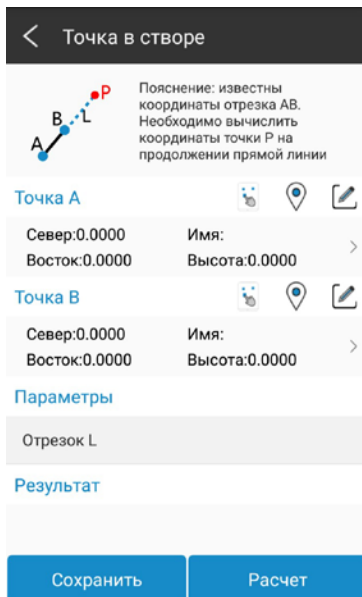 Точка в створе
P
B
L
A
Пояснение: известны
координаты отрезка АВ.
Необходимо вычислить
координаты точки P на
продолжении прямой линии
Точка A
Север:0.0000 Имя:
Восток:0.0000 Высота:0.0000
Точка B
Север:0.0000 Имя:
Восток:0.0000 Высота:0.0000
Параметры
Отрезок L
Результат
Сохранить Расчет